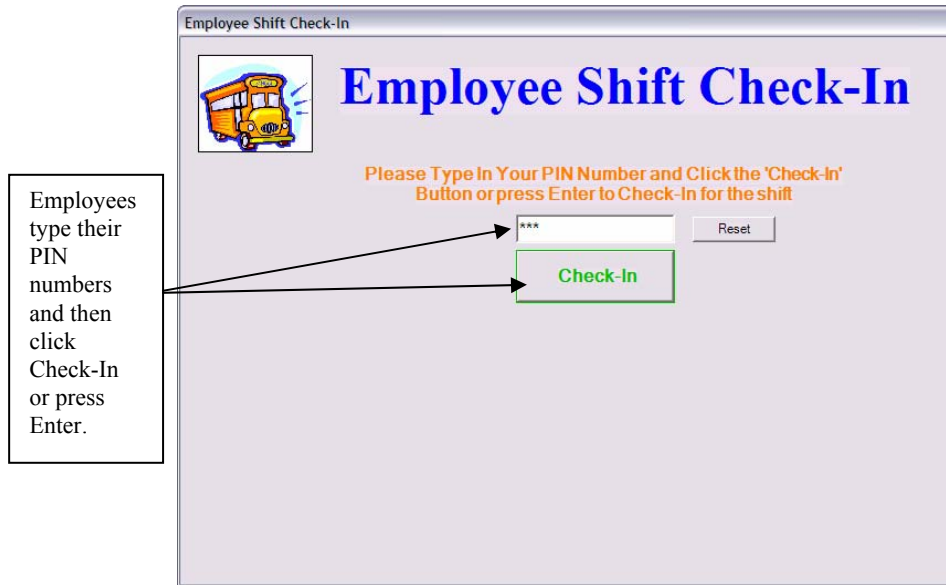 Employee Shift Check-In
Employee Shift Check-In
Please Type In Your PIN Number and Click the 'Check-In'
Button or press Enter to Check-In for the shift
***
Reset
Check-In
Employees
type their
PIN
numbers
and then
click
Check-In
or press
Enter.